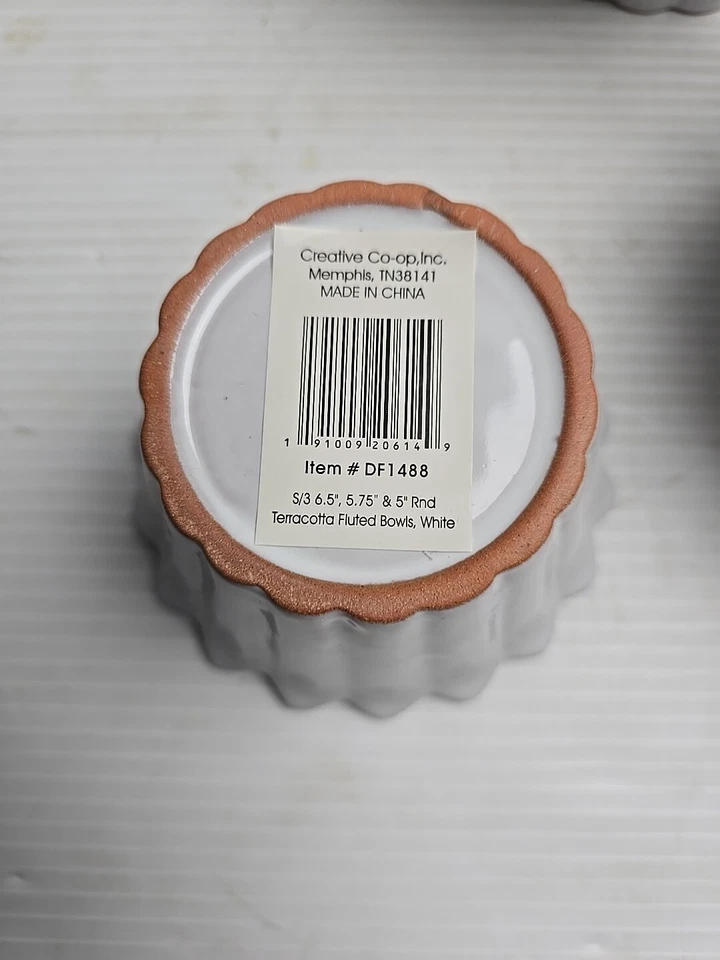 Creative Co-op,Inc.
Memphis, TN38141
MADE IN CHINA
1 91009 20614 9
Item # DF1488
S/3 6.5", 5.75" & 5" Rnd
Terracotta Fluted Bowls, White